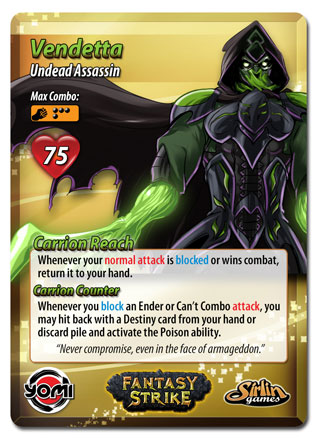 Vendetta
Undead Assassin
Max Combo:
75
Carrion Reach
Whenever your normal attack is blocked or wins combat,
return it to your hand.
Carrion Counter
Whenever you block an Ender or Can't Combo attack, you
may hit back with a Destiny card from your hand or
discard pile and activate the Poison ability.
"Never compromise, even in the face of armageddon."
YOMI
FANTASY
STRIKE
Sirlin
games